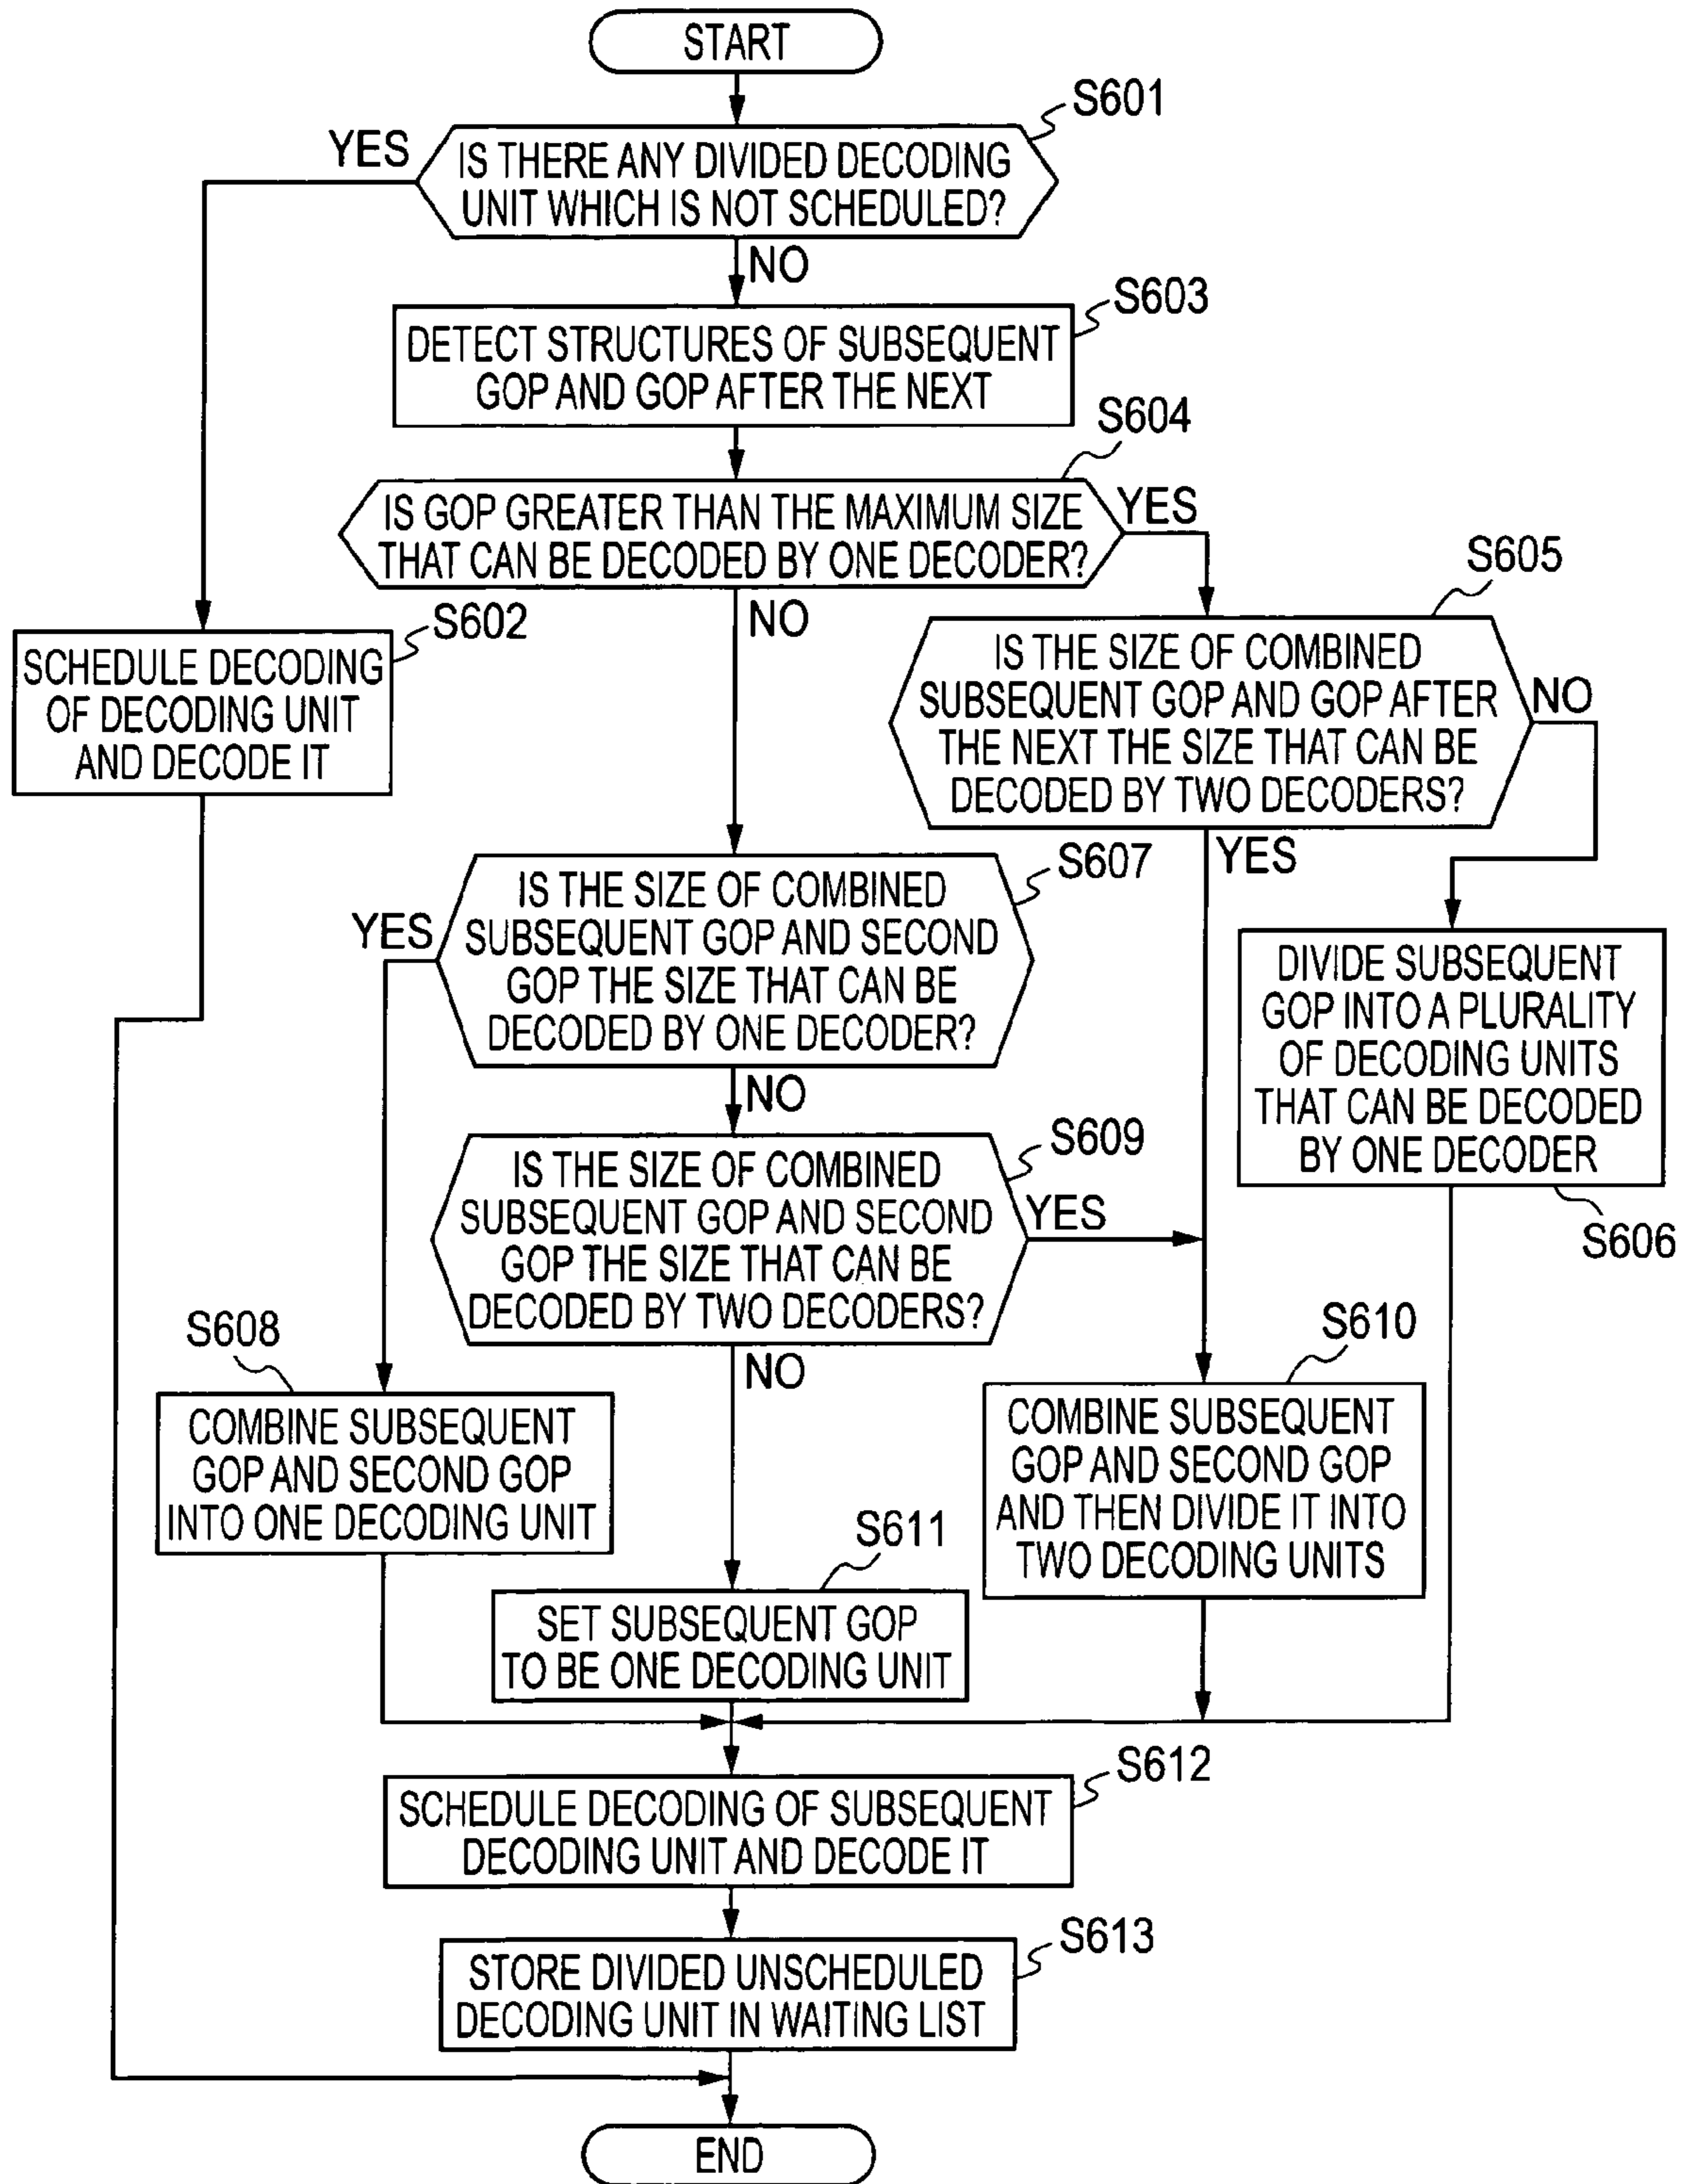 START
S601
YES
IS THERE ANY DIVIDED DECODING
UNIT WHICH IS NOT SCHEDULED?
NO
S603
DETECT STRUCTURES OF SUBSEQUENT
GOP AND GOP AFTER THE NEXT
S604
IS GOP GREATER THAN THE MAXIMUM SIZE
THAT CAN BE DECODED BY ONE DECODER?
YES
NO
S602
SCHEDULE DECODING
OF DECODING UNIT
AND DECODE IT
S605
IS THE SIZE OF COMBINED
SUBSEQUENT GOP AND GOP AFTER
THE NEXT THE SIZE THAT CAN BE
DECODED BY TWO DECODERS?
NO
YES
S607
YES
IS THE SIZE OF COMBINED
SUBSEQUENT GOP AND SECOND
GOP THE SIZE THAT CAN BE
DECODED BY ONE DECODER?
NO
DIVIDE SUBSEQUENT
GOP INTO A PLURALITY
OF DECODING UNITS
THAT CAN BE DECODED
BY ONE DECODER
S606
S609
IS THE SIZE OF COMBINED
SUBSEQUENT GOP AND SECOND
GOP THE SIZE THAT CAN BE
DECODED BY TWO DECODERS?
YES
NO
S608
COMBINE SUBSEQUENT
GOP AND SECOND GOP
INTO ONE DECODING UNIT
S610
COMBINE SUBSEQUENT
GOP AND SECOND GOP
AND THEN DIVIDE IT INTO
TWO DECODING UNITS
S611
SET SUBSEQUENT GOP
TO BE ONE DECODING UNIT
S612
SCHEDULE DECODING OF SUBSEQUENT
DECODING UNIT AND DECODE IT
S613
STORE DIVIDED UNSCHEDULED
DECODING UNIT IN WAITING LIST
END